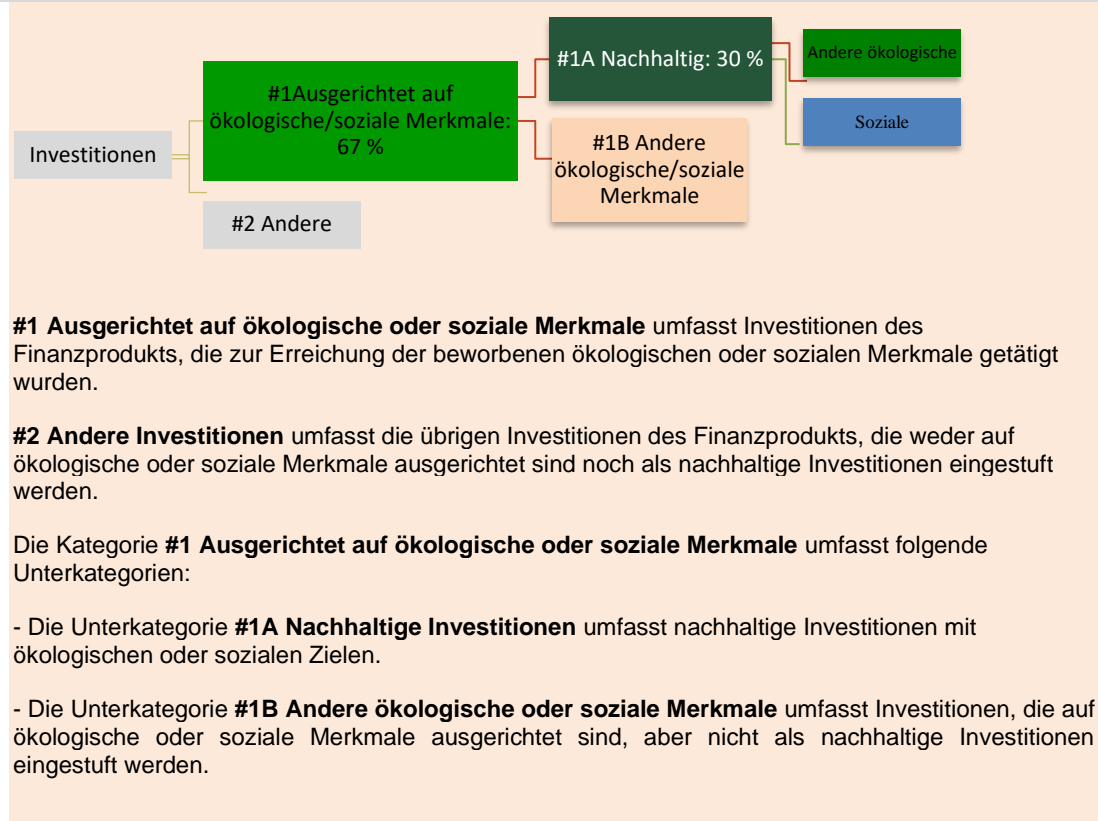 #1A Nachhaltig: 30 %
Andere ökologische
Soziale
#1Ausgerichtet auf
ökologische/soziale Merkmale:
67 %
Investitionen
#1B Andere
ökologische/soziale
Merkmale
#2 Andere
#1 Ausgerichtet auf ökologische oder soziale Merkmale umfasst Investitionen des
Finanzprodukts, die zur Erreichung der beworbenen ökologischen oder sozialen Merkmale getätigt
wurden.
#2 Andere Investitionen umfasst die übrigen Investitionen des Finanzprodukts, die weder auf
ökologische oder soziale Merkmale ausgerichtet sind noch als nachhaltige Investitionen eingestuft
werden.
Die Kategorie #1 Ausgerichtet auf ökologische oder soziale Merkmale umfasst folgende
Unterkategorien:
- Die Unterkategorie #1A Nachhaltige Investitionen umfasst nachhaltige Investitionen mit
ökologischen oder sozialen Zielen.
- Die Unterkategorie #1B Andere ökologische oder soziale Merkmale umfasst Investitionen, die auf
ökologische oder soziale Merkmale ausgerichtet sind, aber nicht als nachhaltige Investitionen
eingestuft werden.